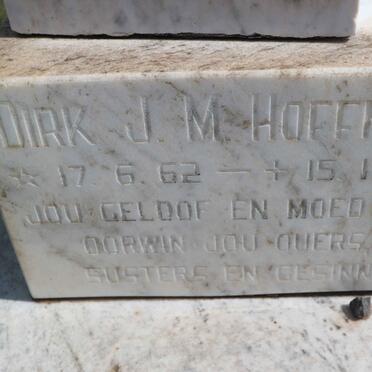 DIRK J. M. HOFF
☆ 17. 6. 62 — + 15. 1
JOU GELOOF EN MOED
OORWIN JOU OUERS,
SUSTERS EN GESINN